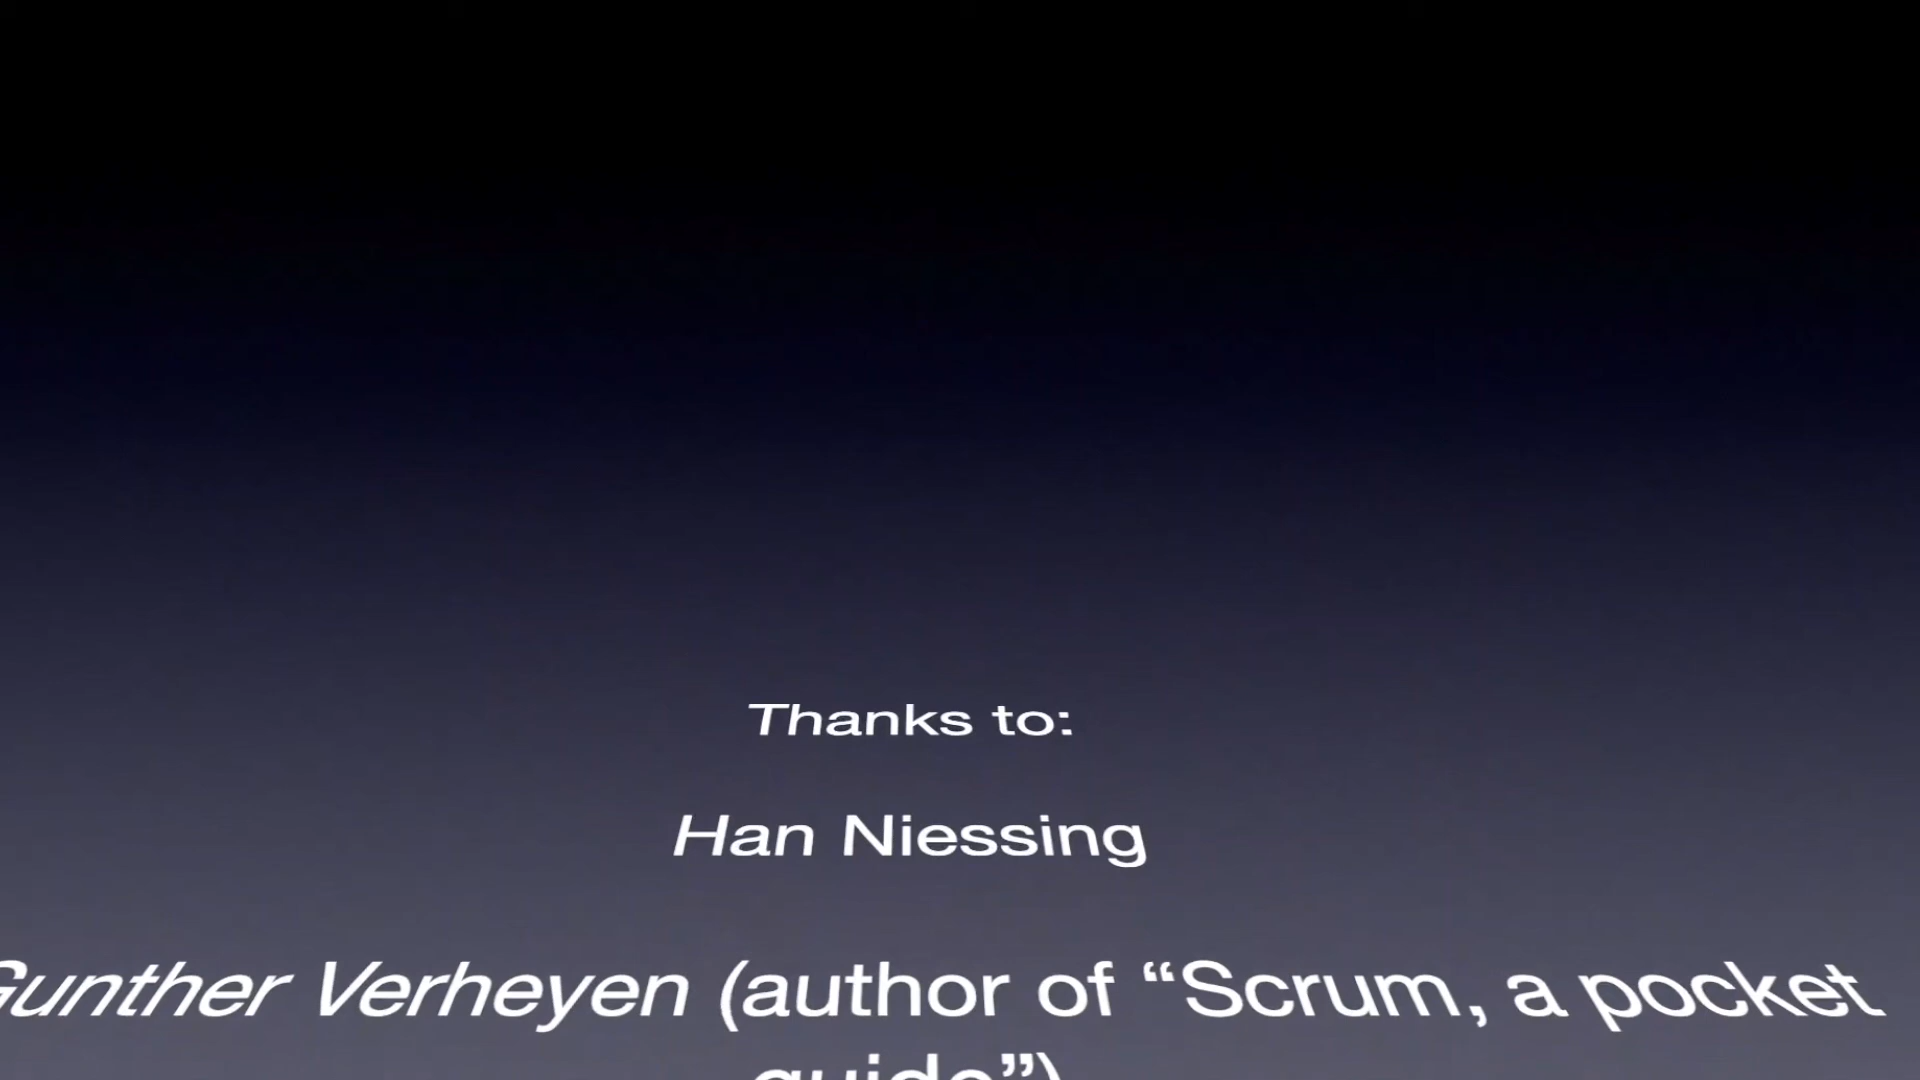 Thanks to:
Han Niessing
Gunther Verheyen (author of “Scrum, a pocket
guide”)